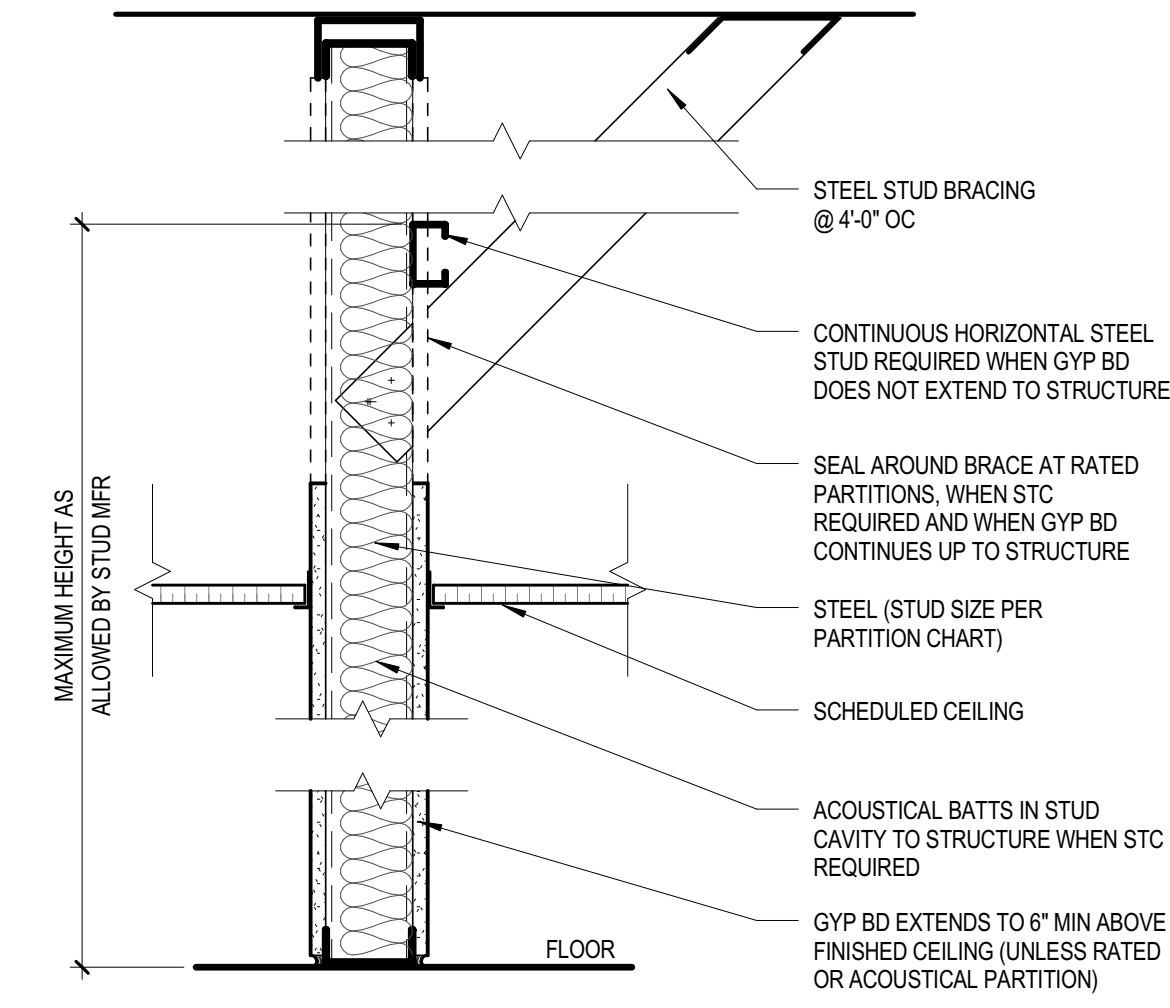 STEEL STUD BRACING
@ 4'-0" OC
CONTINUOUS HORIZONTAL STEEL
STUD REQUIRED WHEN GYP BD
DOES NOT EXTEND TO STRUCTURE
SEAL AROUND BRACE AT RATED
PARTITIONS, WHEN STC
REQUIRED AND WHEN GYP BD
CONTINUES UP TO STRUCTURE
STEEL (STUD SIZE PER
PARTITION CHART)
SCHEDULED CEILING
ACOUSTICAL BATTS IN STUD
CAVITY TO STRUCTURE WHEN STC
REQUIRED
GYP BD EXTENDS TO 6" MIN ABOVE
FINISHED CEILING (UNLESS RATED
OR ACOUSTICAL PARTITION)
MAXIMUM HEIGHT AS
ALLOWED BY STUD MFR
FLOOR